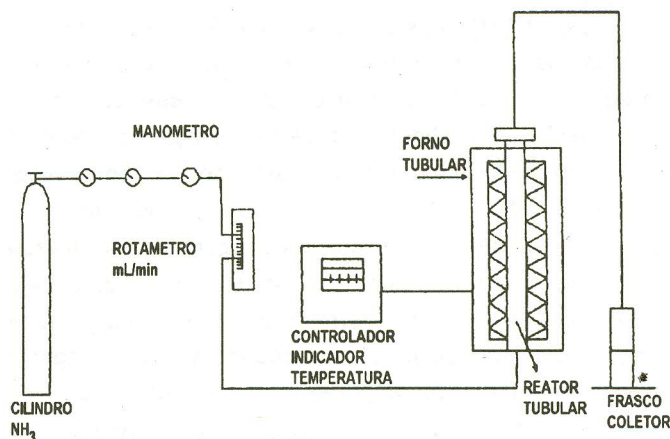 MANOMETRO
FORNO
TUBULAR
ROTAMETRO
mL/min
CONTROLADOR
INDICADOR
TEMPERATURA
CILINDRO
NH₃
REATOR
TUBULAR
FRASCO
COLETOR